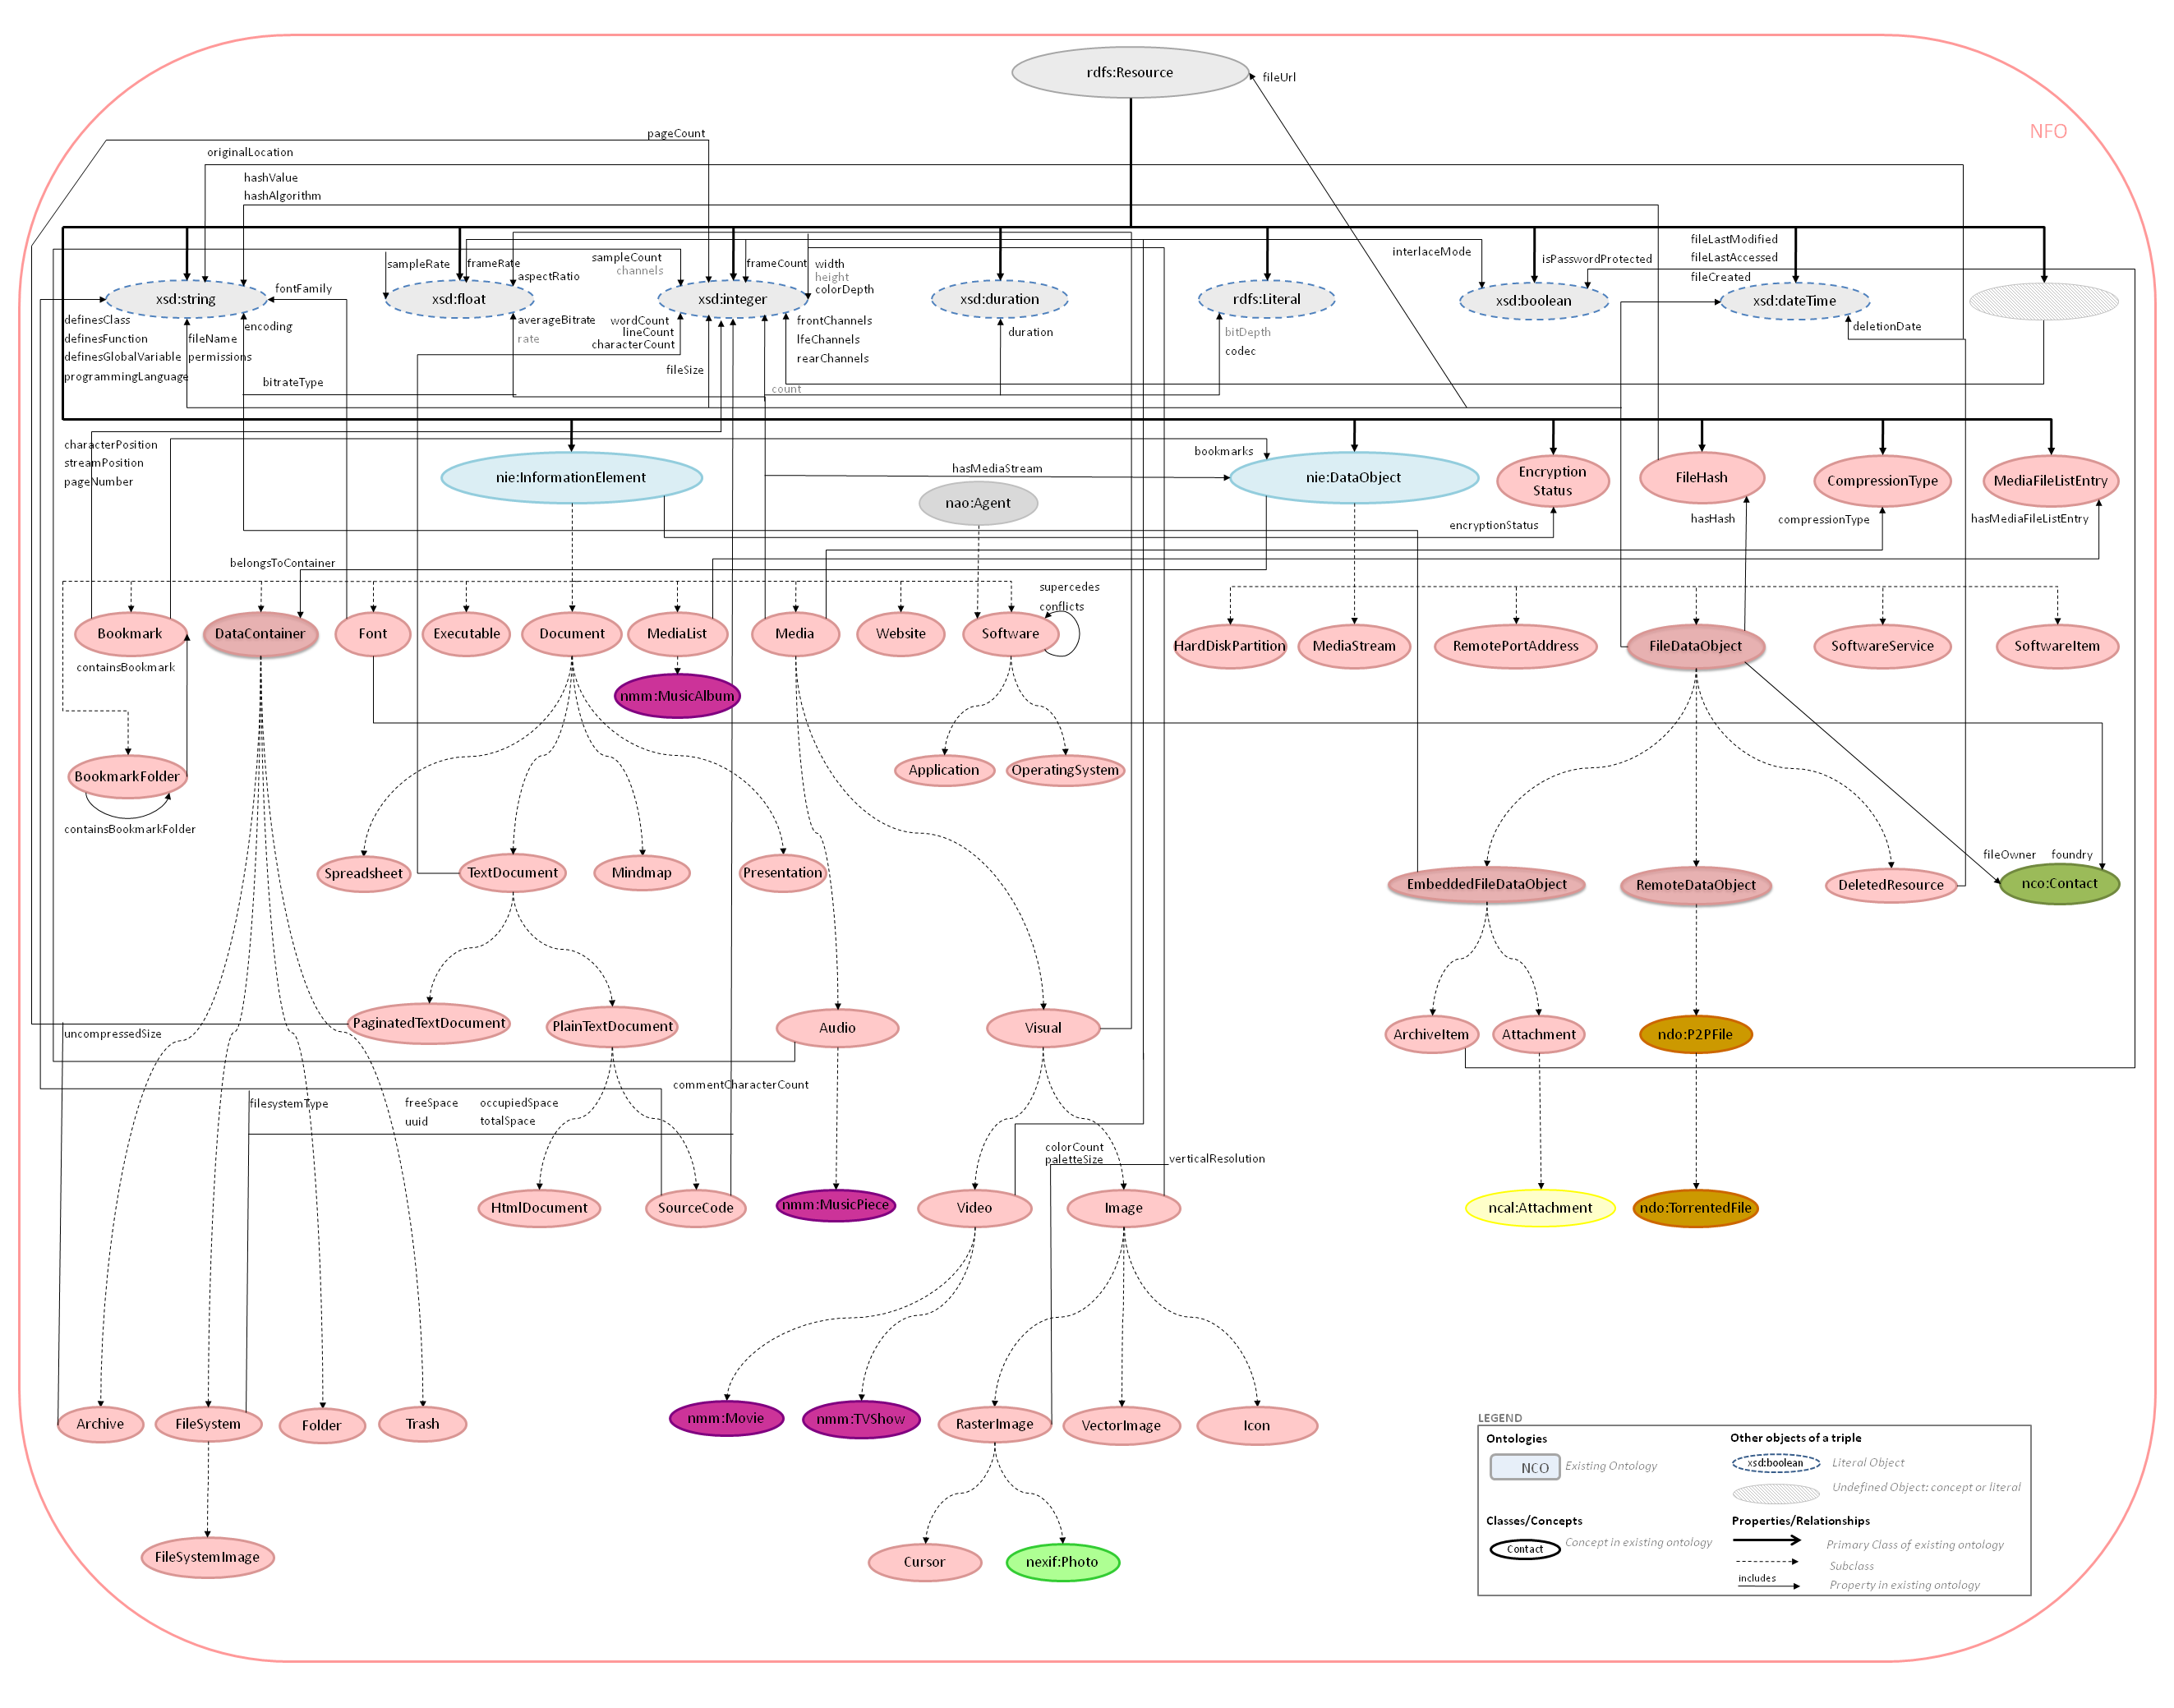 rdfs:Resource
fileUrl
NFO
pageCount
originalLocation
hashValue
hashAlgorithm
fileLastModified
fileLastAccessed
fileCreated
interlaceMode
isPasswordProtected
sampleRate
frameRate
aspectRatio
sampleCount
channels
frameCount
width
height
colorDepth
fontFamily
xsd:string
xsd:float
xsd:integer
xsd:duration
rdfs:Literal
xsd:boolean
xsd:dateTime
definesClass
definesFunction
definesGlobalVariable
programmingLanguage
encoding
fileName
permissions
bitrateType
averageBitrate
rate
wordCount
lineCount
characterCount
fileSize
frontChannels
lfeChannels
rearChannels
count
duration
bitDepth
codec
deletionDate
characterPosition
streamPosition
pageNumber
bookmarks
hasMediaStream
nie:InformationElement
nao:Agent
nie:DataObject
Encryption
Status
FileHash
CompressionType
MediaFileListEntry
encryptionStatus
hasHash
compressionType
hasMediaFileListEntry
belongsToContainer
supercedes
conflicts
Bookmark
DataContainer
Font
Executable
Document
MediaList
Media
Website
Software
HardDiskPartition
MediaStream
RemotePortAddress
FileDataObject
SoftwareService
SoftwareItem
containsBookmark
nmm:MusicAlbum
BookmarkFolder
Application
OperatingSystem
containsBookmarkFolder
fileOwner
foundry
Spreadsheet
TextDocument
Mindmap
Presentation
EmbeddedFileDataObject
RemoteDataObject
DeletedResource
nco:Contact
PaginatedTextDocument
PlainTextDocument
Audio
Visual
ArchiveItem
Attachment
ndo:P2PFile
uncompressedSize
commentCharacterCount
filesystemType
freeSpace
uuid
occupiedSpace
totalSpace
colorCount
paletteSize
verticalResolution
HtmlDocument
SourceCode
nmm:MusicPiece
Video
Image
ncal:Attachment
ndo:TorrentedFile
Archive
FileSystem
Folder
Trash
nmm:Movie
nmm:TVShow
RasterImage
VectorImage
Icon
FileSystemImage
Cursor
nexif:Photo
LEGEND
Ontologies
NCO
Existing Ontology
Classes/Concepts
Contact
Concept in existing ontology
Other objects of a triple
xsd:boolean
Literal Object
Undefined Object: concept or literal
Properties/Relationships
Primary Class of existing ontology
Subclass
includes
Property in existing ontology